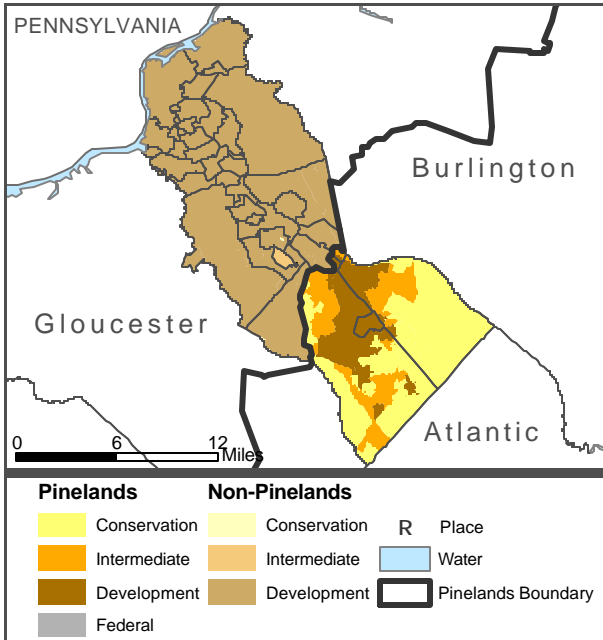 PENNSYLVANIA
Burlington
Gloucester
Atlantic
0 6 12
Miles
Pinelands Non-Pinelands
Conservation Conservation R Place
Intermediate Intermediate Water
Development Development Pinelands Boundary
Federal